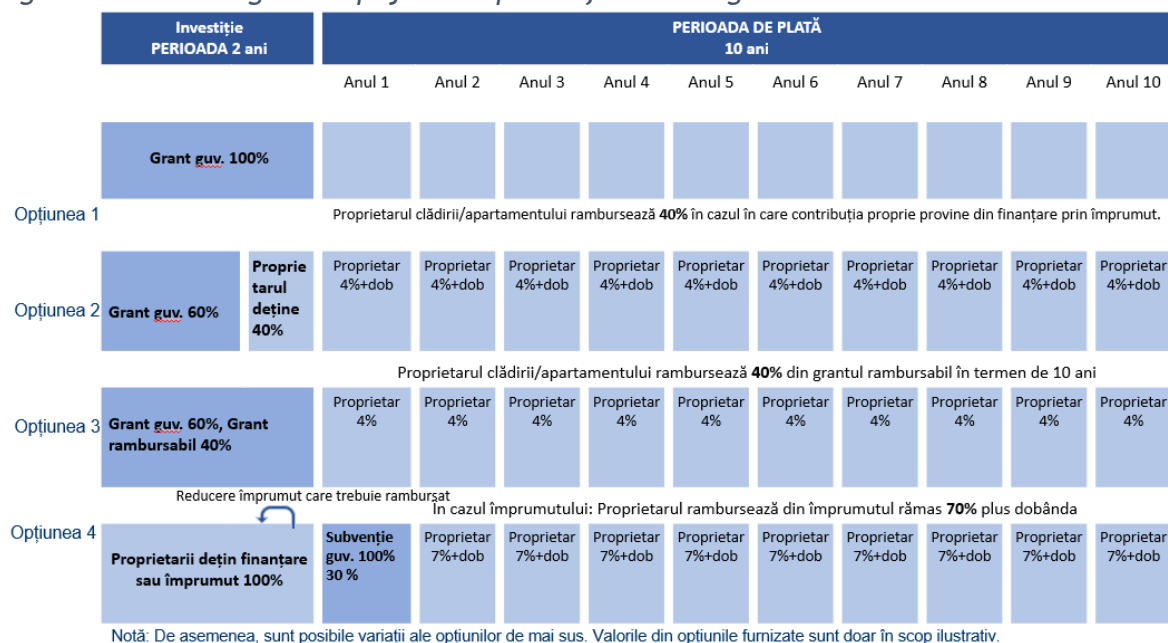 Investiție
PERIOADA 2 ani
PERIOADA DE PLATĂ
10 ani
Anul 1 Anul 2 Anul 3 Anul 4 Anul 5 Anul 6 Anul 7 Anul 8 Anul 9 Anul 10
Grant guv. 100%
Opțiunea 1
Proprietarul clădirii/apartamentului rambursează 40% în cazul în care contribuția proprie provine din finanțare prin împrumut.
Opțiunea 2
Grant guv. 60%
Proprie
tarul
deține
40%
Proprietar Proprietar Proprietar Proprietar Proprietar Proprietar Proprietar Proprietar Proprietar Proprietar
4%+dob 4%+dob 4%+dob 4%+dob 4%+dob 4%+dob 4%+dob 4%+dob 4%+dob 4%+dob
Proprietarul clădirii/apartamentului rambursează 40% din grantul rambursabil în termen de 10 ani
Opțiunea 3
Grant guv. 60%, Grant
rambursabil 40%
Proprietar Proprietar Proprietar Proprietar Proprietar Proprietar Proprietar Proprietar Proprietar Proprietar
4% 4% 4% 4% 4% 4% 4% 4% 4% 4%
Reducere împrumut care trebuie rambursat
In cazul împrumutului: Proprietarul rambursează din împrumutul rămas 70% plus dobânda
Opțiunea 4
Proprietarii dețin finanțare
sau împrumut 100%
Subvenție
guv. 100%
30 %
Proprietar Proprietar Proprietar Proprietar Proprietar Proprietar Proprietar Proprietar Proprietar
7%+dob 7%+dob 7%+dob 7%+dob 7%+dob 7%+dob 7%+dob 7%+dob 7%+dob
Notă: De asemenea, sunt posibile variații ale opțiunilor de mai sus. Valorile din opțiunile furnizate sunt doar în scop ilustrativ.